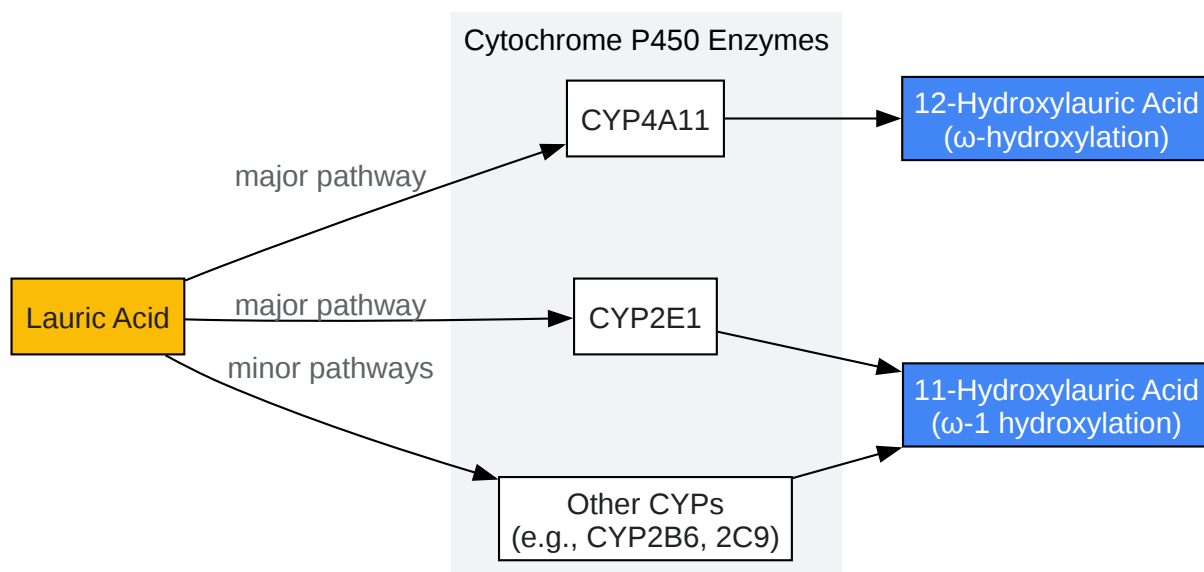 Cytochrome P450 Enzymes
CYP4A11
12-Hydroxylauric Acid
(ω-hydroxylation)
major pathway
Lauric Acid
major pathway
CYP2E1
minor pathways
11-Hydroxylauric Acid
(ω-1 hydroxylation)
Other CYPs
(e.g., CYP2B6, 2C9)